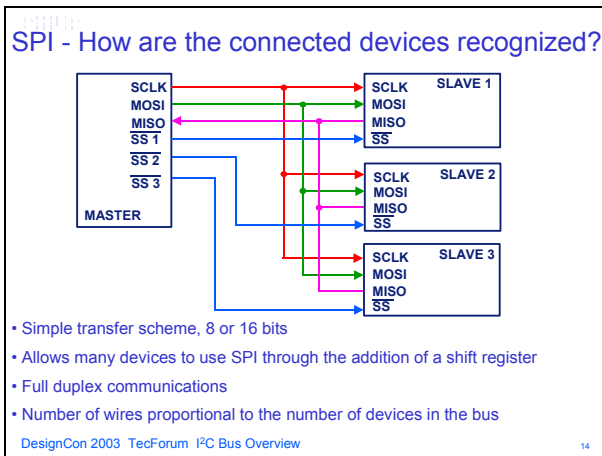 SPI - How are the connected devices recognized?
SCLK
MOSI
MISO
SS 1
SS 2
SS 3
MASTER
SCLK SLAVE 1
MOSI
MISO
SS
SCLK SLAVE 2
MOSI
MISO
SS
SCLK SLAVE 3
MOSI
MISO
SS
• Simple transfer scheme, 8 or 16 bits
• Allows many devices to use SPI through the addition of a shift register
• Full duplex communications
• Number of wires proportional to the number of devices in the bus
DesignCon 2003 TecForum I²C Bus Overview 14